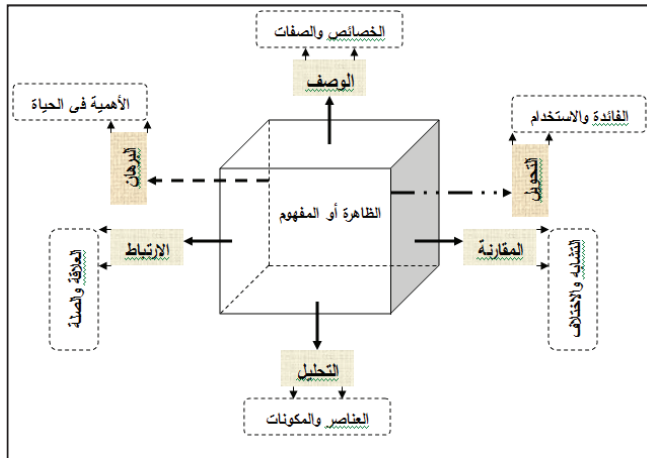 الخصائص والصفات
الوصف
الأهمية فى الحياة
البرهان
الفائدة والاستخدام
التحويل
الظاهرة أو المفهوم
العلاقة والصلة
الارتباط
المقارنة
التشابه والاختلاف
التحليل
العناصر والمكونات